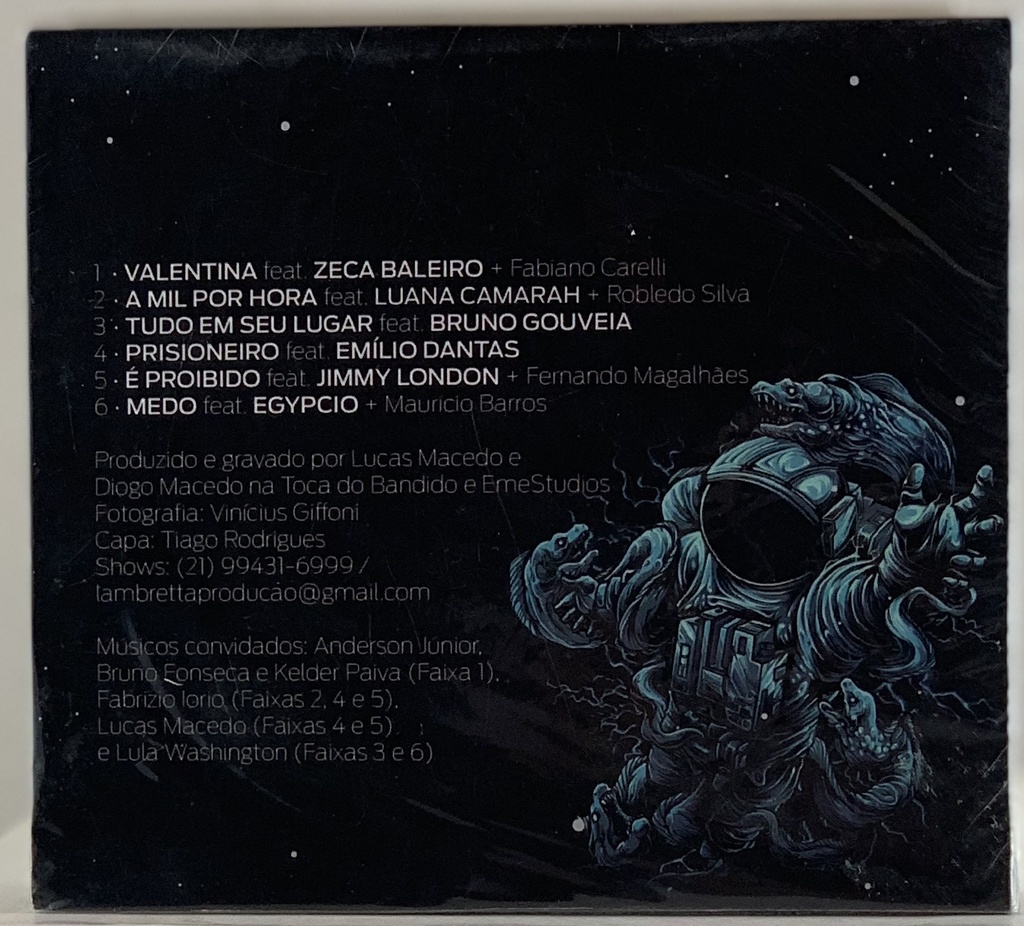 1 · VALENTINA feat. ZECA BALEIRO + Fabiano Carelli
2 · A MIL POR HORA feat. LUANA CAMARAH + Robledo Silva
3 · TUDO EM SEU LUGAR feat. BRUNO GOUVEIA
4 · PRISIONEIRO feat. EMÍLIO DANTAS
5 · É PROIBIDO feat. JIMMY LONDON + Fernando Magalhães
6 · MEDO feat. EGYPCIO + Mauricio Barros
Produzido e gravado por Lucas Macedo e
Diogo Macedo na Toca do Bandido e EmeStudios
Fotografia: Vinícius Giffoni
Capa: Tiago Rodrigues
Shows: (21) 99431-6999 /
lambrettaproducao@gmail.com
Músicos convidados: Anderson Júnior,
Bruno Fonseca e Kelder Paiva (Faixa 1),
Fabrizio Iorio (Faixas 2, 4 e 5),
Lucas Macedo (Faixas 4 e 5)
e Lula Washington (Faixas 3 e 6)